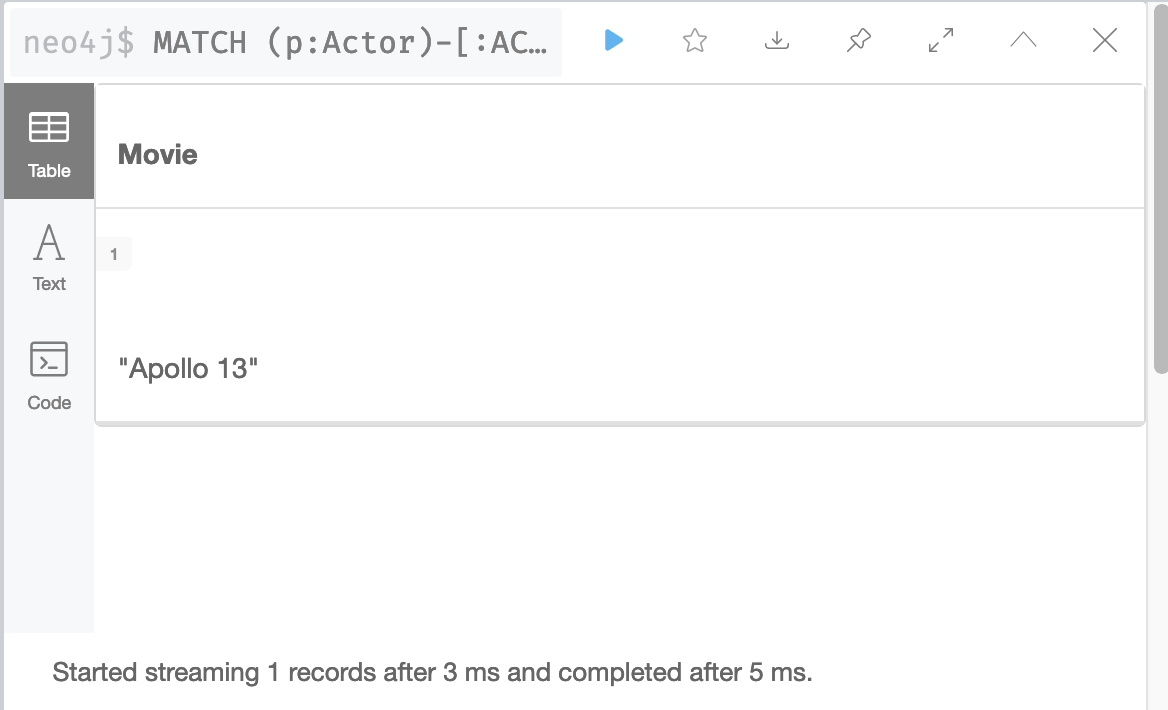 neo4j$ MATCH (p:Actor)-[:AC…
Table
Movie
Text
1
"Apollo 13"
Code
Started streaming 1 records after 3 ms and completed after 5 ms.